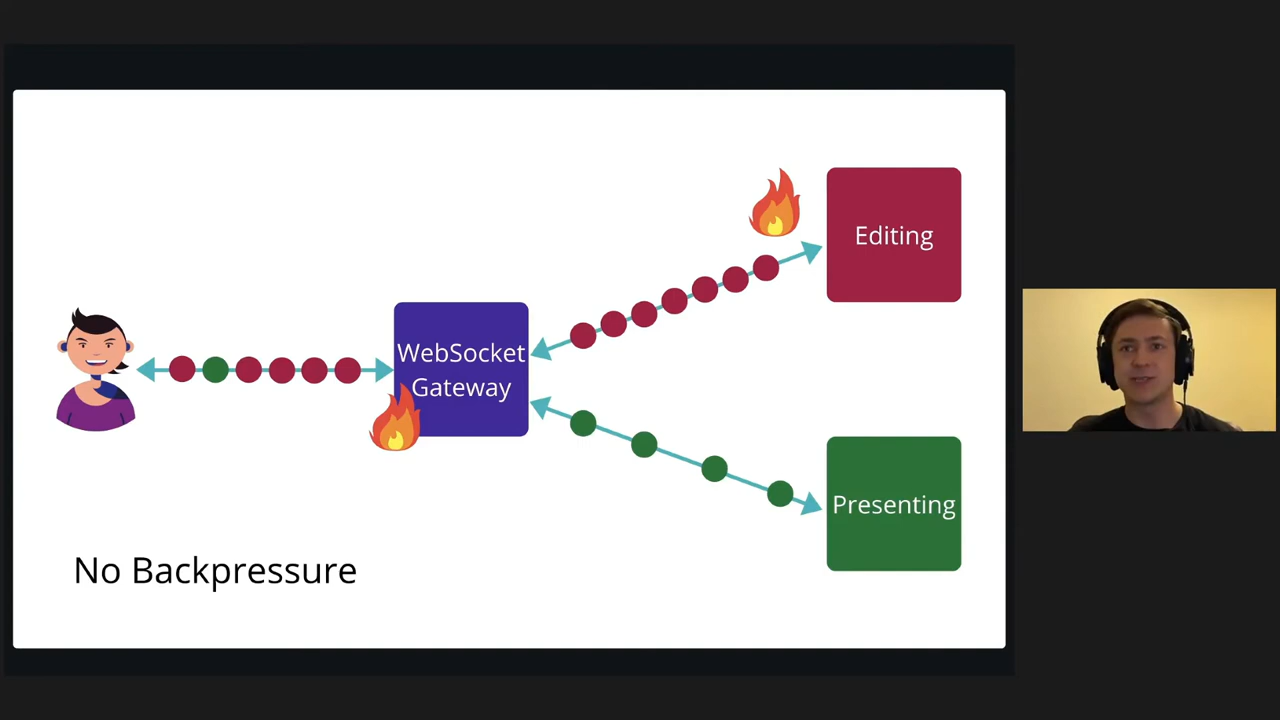 Editing
WebSocket
Gateway
Presenting
No Backpressure